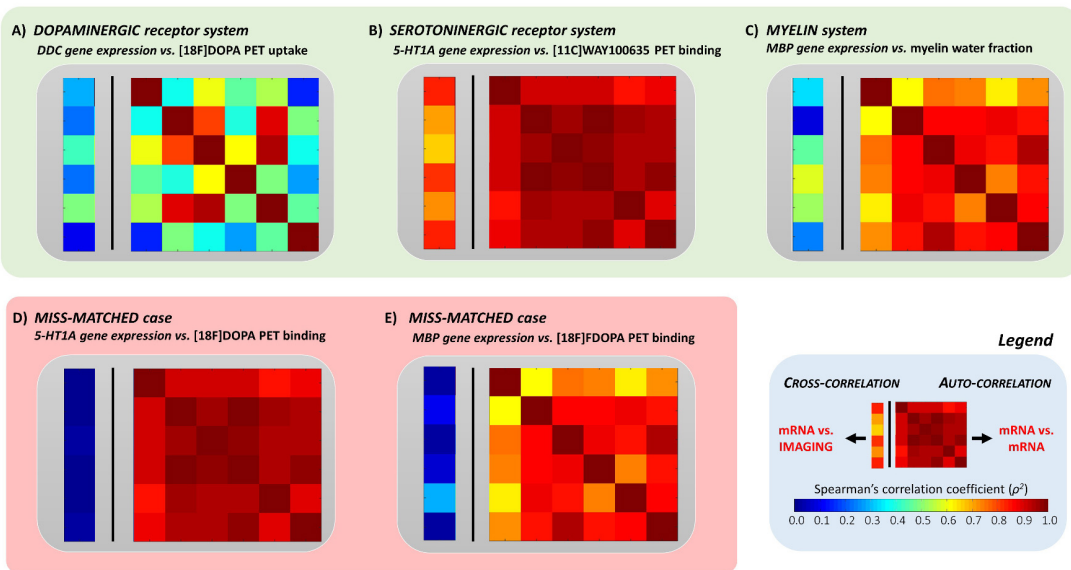 A) DOPAMINERGIC receptor system
DDC gene expression vs. [18F]DOPA PET uptake
B) SEROTONINERGIC receptor system
5-HT1A gene expression vs. [11C]WAY100635 PET binding
C) MYELIN system
MBP gene expression vs. myelin water fraction
D) MISS-MATCHED case
5-HT1A gene expression vs. [18F]DOPA PET binding
E) MISS-MATCHED case
MBP gene expression vs. [18F]FDOPA PET binding
Legend
CROSS-CORRELATION AUTO-CORRELATION
mRNA vs.
IMAGING
mRNA vs.
mRNA
Spearman's correlation coefficient (ρ²)
0.0 0.1 0.2 0.3 0.4 0.5 0.6 0.7 0.8 0.9 1.0